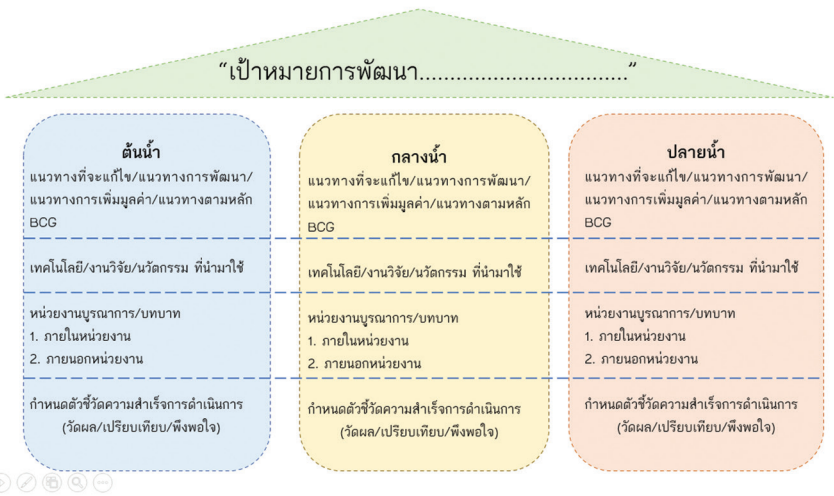 “เป้าหมายการพัฒนา..................................”
ต้นน้ำ
แนวทางที่จะแก้ไข/แนวทางการพัฒนา/
แนวทางการเพิ่มมูลค่า/แนวทางตามหลัก
BCG
เทคโนโลยี/งานวิจัย/นวัตกรรม ที่นำมาใช้
หน่วยงานบูรณาการ/บทบาท
1. ภายในหน่วยงาน
2. ภายนอกหน่วยงาน
กำหนดตัวชี้วัดความสำเร็จการดำเนินการ
(วัดผล/เปรียบเทียบ/พึงพอใจ)
กลางน้ำ
แนวทางที่จะแก้ไข/แนวทางการพัฒนา/
แนวทางการเพิ่มมูลค่า/แนวทางตามหลัก
BCG
เทคโนโลยี/งานวิจัย/นวัตกรรม ที่นำมาใช้
หน่วยงานบูรณาการ/บทบาท
1. ภายในหน่วยงาน
2. ภายนอกหน่วยงาน
กำหนดตัวชี้วัดความสำเร็จการดำเนินการ
(วัดผล/เปรียบเทียบ/พึงพอใจ)
ปลายน้ำ
แนวทางที่จะแก้ไข/แนวทางการพัฒนา/
แนวทางการเพิ่มมูลค่า/แนวทางตามหลัก
BCG
เทคโนโลยี/งานวิจัย/นวัตกรรม ที่นำมาใช้
หน่วยงานบูรณาการ/บทบาท
1. ภายในหน่วยงาน
2. ภายนอกหน่วยงาน
กำหนดตัวชี้วัดความสำเร็จการดำเนินการ
(วัดผล/เปรียบเทียบ/พึงพอใจ)